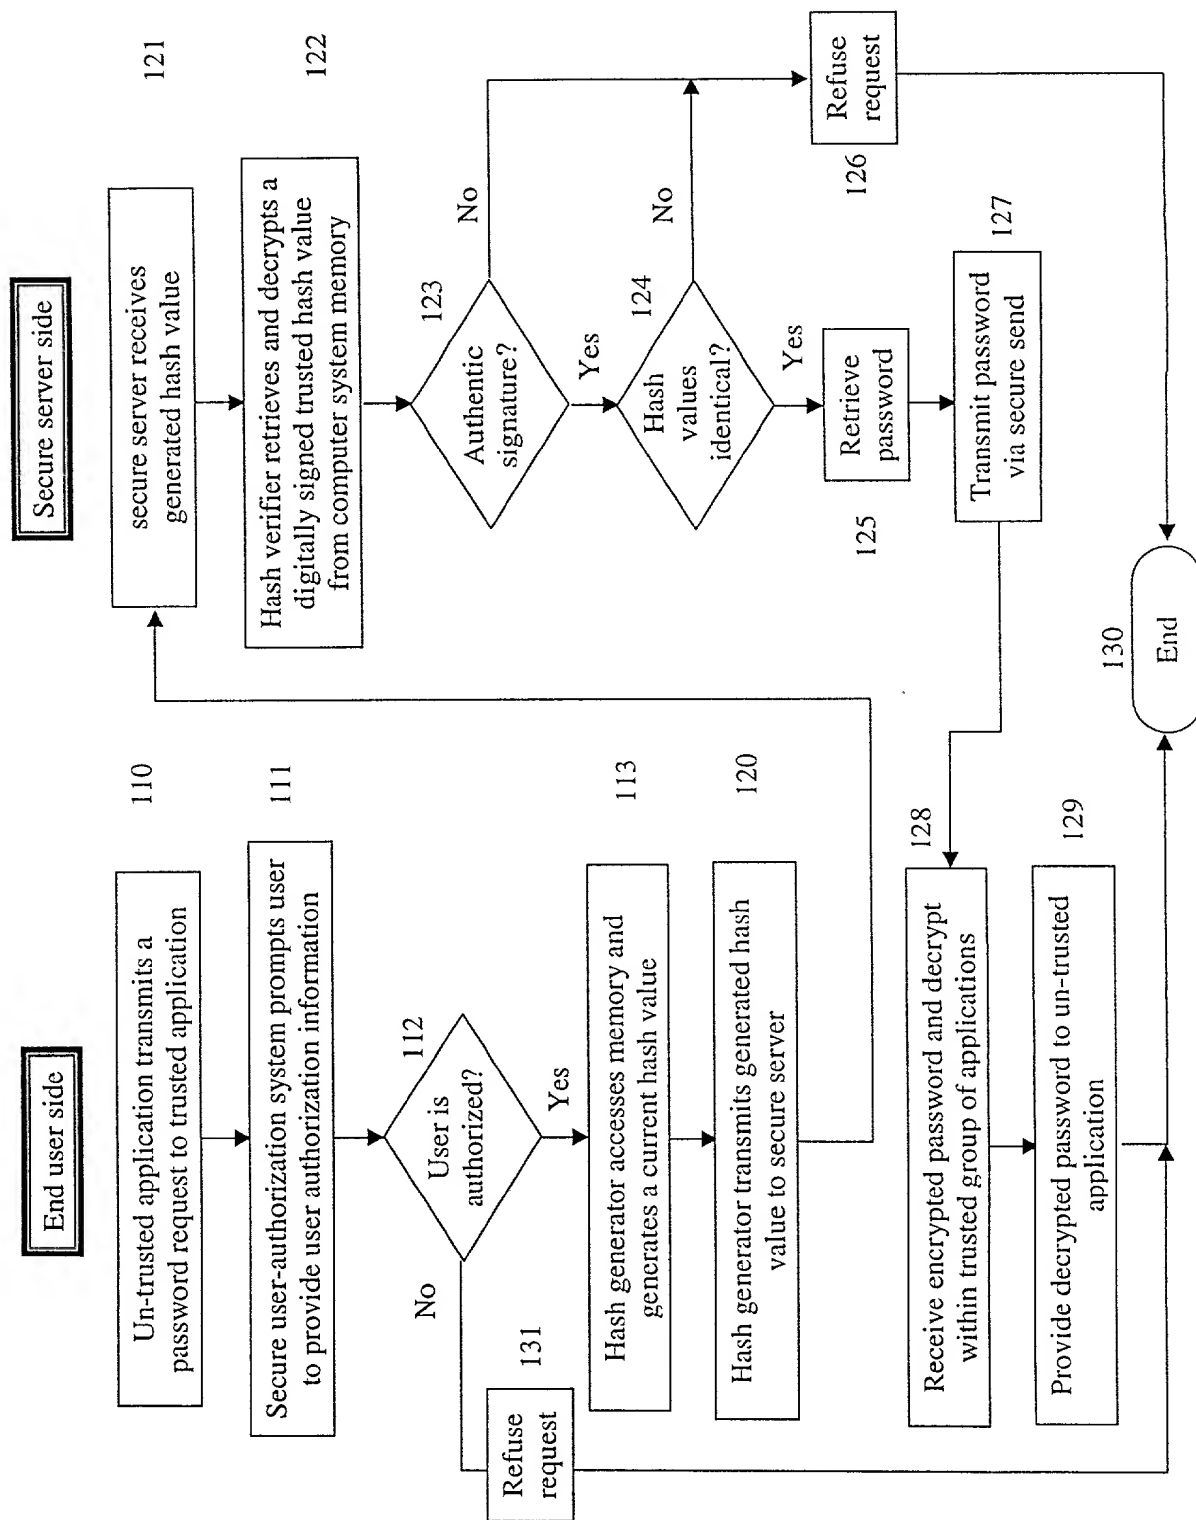 End user side
Un-trusted application transmits a
password request to trusted application
110
Secure user-authorization system prompts user
to provide user authorization information
111
User is
authorized?
112
No
Yes
Refuse
request
131
Hash generator accesses memory and
generates a current hash value
113
Hash generator transmits generated hash
value to secure server
120
Receive encrypted password and decrypt
within trusted group of applications
128
Provide decrypted password to un-trusted
application
129
Secure server side
secure server receives
generated hash value
121
Hash verifier retrieves and decrypts a
digitally signed trusted hash value
from computer system memory
122
Authentic
signature?
123
No
Yes
Hash
values
identical?
124
No
Yes
Retrieve
password
125
Refuse
request
126
Transmit password
via secure send
127
End
130